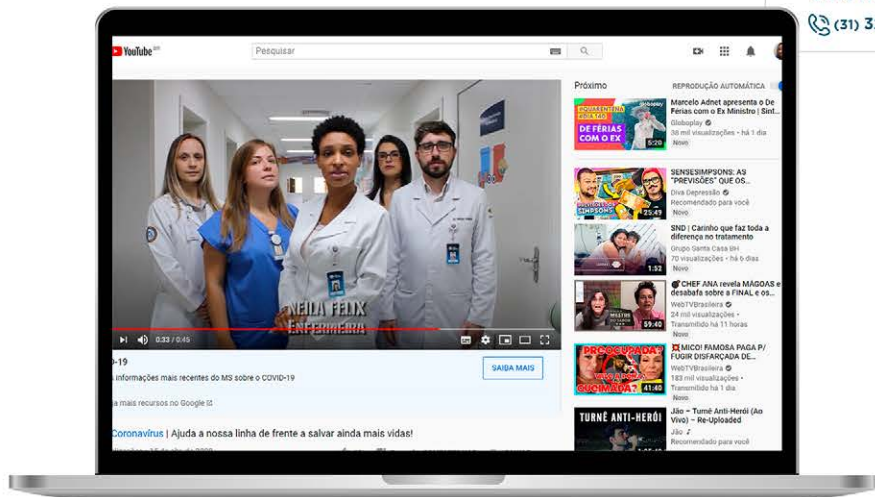 (31) 3
YouTube BR
Pesquisar
NEILA FELIX
ENFERMEIRA
0:33 / 0:45
-19
informações mais recentes do MS sobre o COVID-19
SAIBA MAIS
a mais recursos no Google
Coronavírus | Ajuda a nossa linha de frente a salvar ainda mais vidas!
Próximo
REPRODUÇÃO AUTOMÁTICA
#QUARENTENA
DE FÉRIAS
COM O EX
5:20
Marcelo Adnet apresenta o De
Férias com o Ex Ministro | Sint...
Globoplay
38 mil visualizações • há 1 dia
Novo
SIMPSONS
25:49
SENSESIMPSONS: AS
"PREVISÕES" QUE OS...
Diva Depressão
Recomendado para você
Novo
1:52
SND | Carinho que faz toda a
diferença no tratamento
Grupo Santa Casa BH
70 visualizações • há 6 dias
Novo
59:40
CHEF ANA revela MÁGOAS e
desabafa sobre a FINAL e os...
WebTVBrasileira
24 mil visualizações •
Transmitido há 11 horas
Novo
PREOCUPADA?
QUEIMADA?
41:40
MICO! FAMOSA PAGA P/
FUGIR DISFARÇADA DE...
WebTVBrasileira
183 mil visualizações •
Transmitido há 1 dia
Novo
TURNÊ ANTI-HERÓI
Jão - Turnê Anti-Herói (Ao
Vivo) - Re-Uploaded
Jão
Recomendado para você